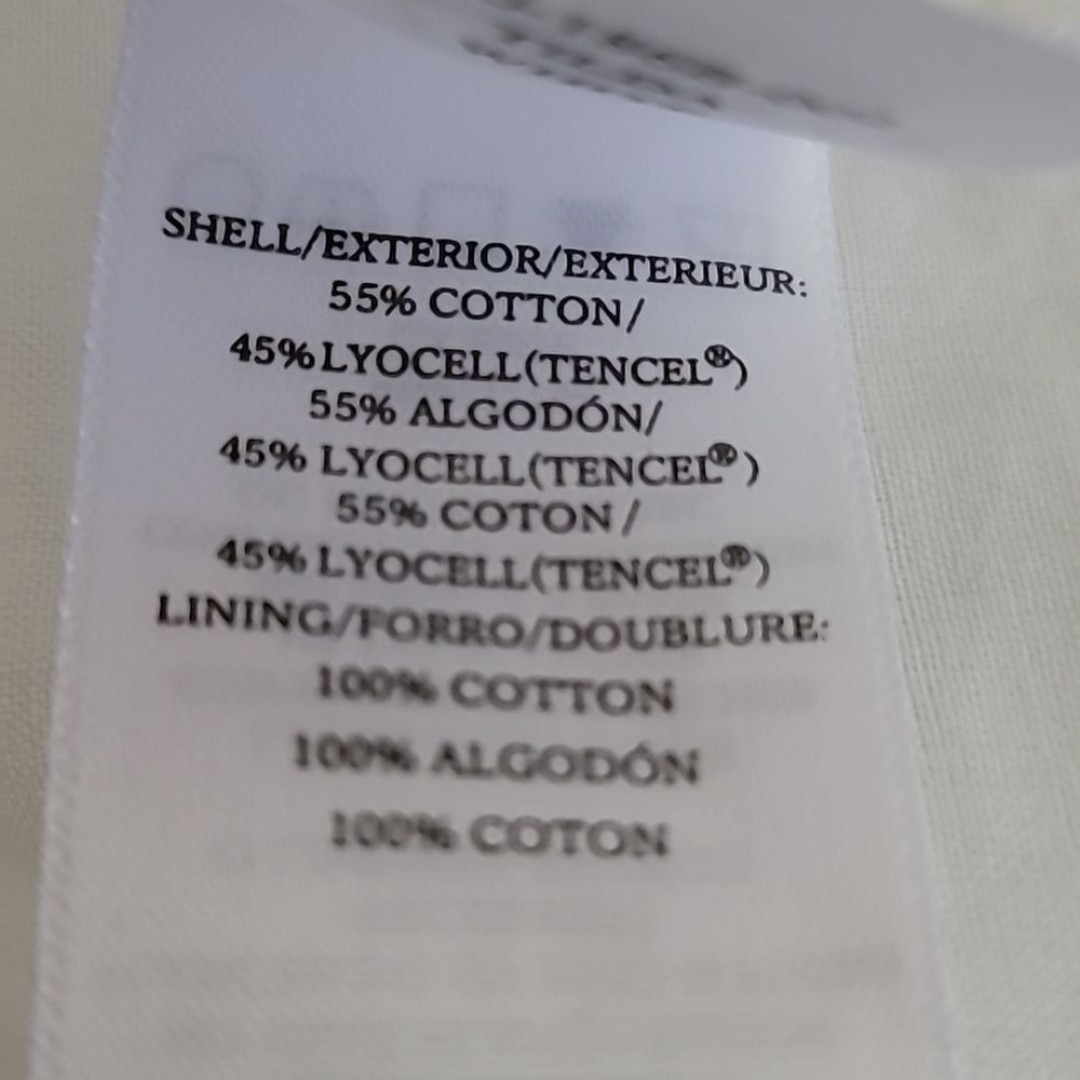 SHELL/EXTERIOR/EXTERIEUR:
55% COTTON/
45% LYOCELL(TENCEL®)
55% ALGODÓN/
45% LYOCELL(TENCEL®)
55% COTON/
45% LYOCELL(TENCEL®)
LINING/FORRO/DOUBLURE:
100% COTTON
100% ALGODÓN
100% COTON